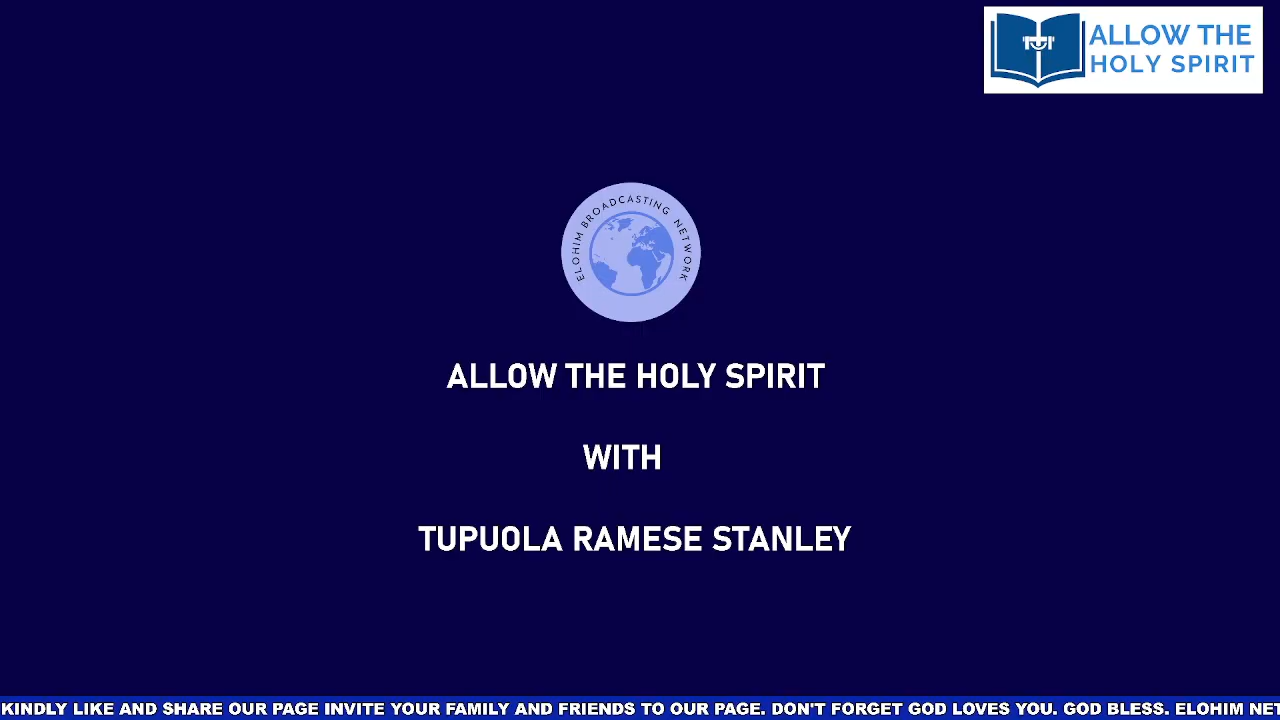 ALLOW THE
HOLY SPIRIT
ELOHIM BROADCASTING NETWORK
ALLOW THE HOLY SPIRIT
WITH
TUPUOLA RAMESE STANLEY
KINDLY LIKE AND SHARE OUR PAGE INVITE YOUR FAMILY AND FRIENDS TO OUR PAGE. DON'T FORGET GOD LOVES YOU. GOD BLESS. ELOHIM NET